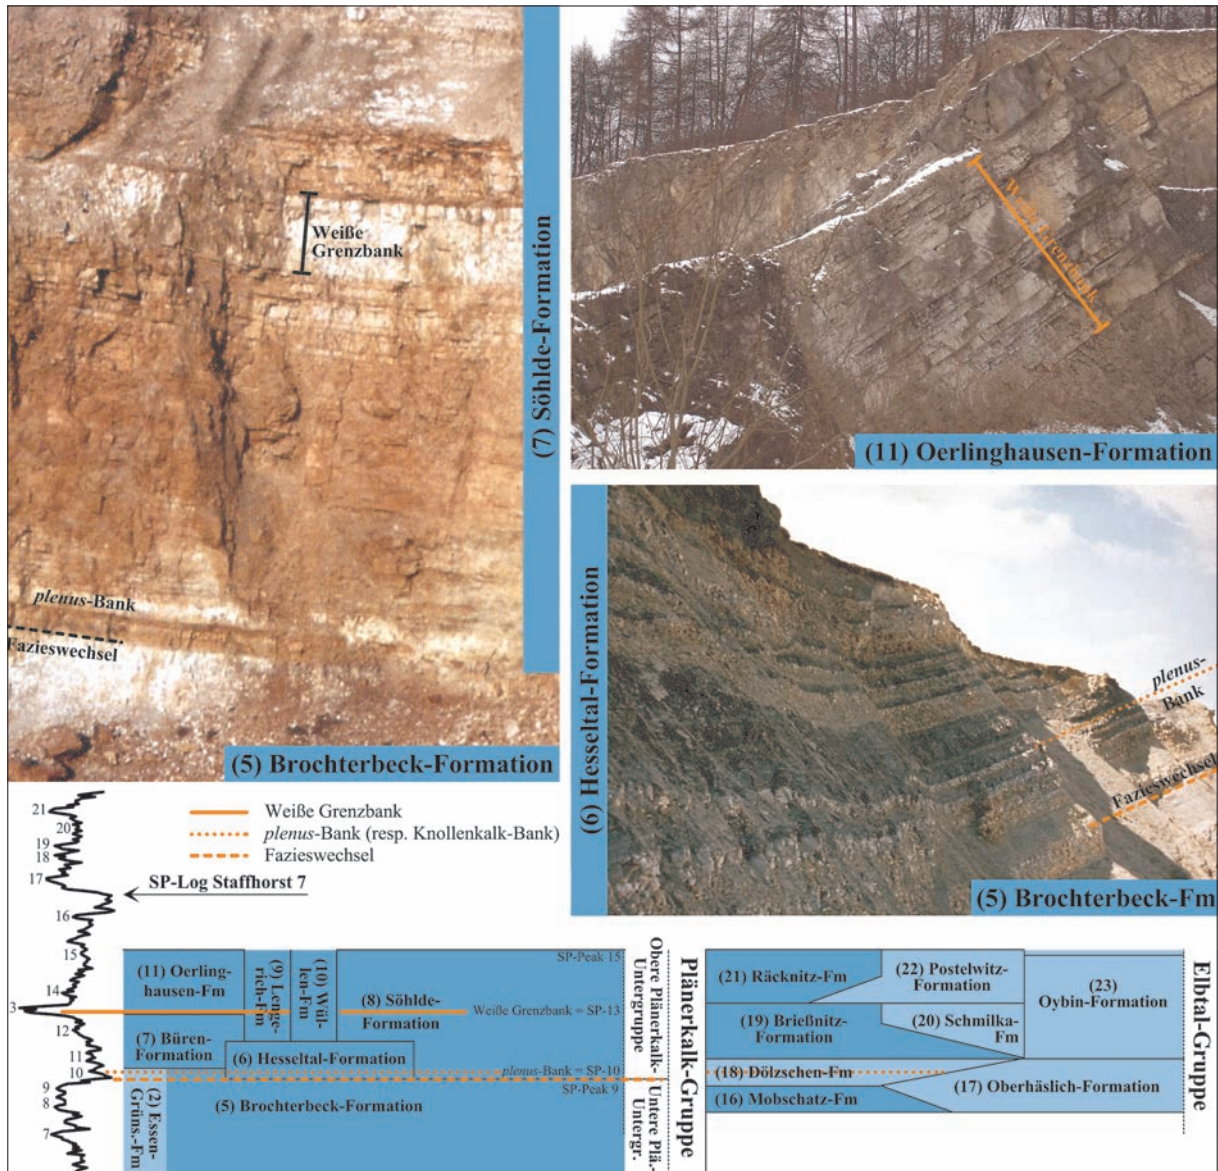 Weiße
Grenzbank
plenus-Bank
Fazieswechsel
(7) Söhlde-Formation
(5) Brochterbeck-Formation
Weiße Grenzbank
(11) Oerlinghausen-Formation
(6) Hesseltal-Formation
plenus-
Bank
Fazieswechsel
(5) Brochterbeck-Fm
Weiße Grenzbank
plenus-Bank (resp. Knollenkalk-Bank)
Fazieswechsel
SP-Log Staffhorst 7
21
20
19
18
17
16
15
14
3
12
11
10
9
8
7
(11) Oerling-
hausen-Fm
(9) Lenge-
rich-Fm
(10) Wül-
len-Fm
(8) Söhlde-
Formation
SP-Peak 15
Weiße Grenzbank = SP-13
(7) Büren-
Formation
(6) Hesseltal-Formation
plenus-Bank = SP-10
SP-Peak 9
(2) Essen-
Grüns.-Fm
(5) Brochterbeck-Formation
Obere Plänerkalk-
Untergruppe
Untere Plä.-
Untergr.
Plänerkalk-Gruppe
(21) Räcknitz-Fm
(22) Postelwitz-
Formation
(23)
Oybin-Formation
(19) Brießnitz-
Formation
(20) Schmilka-
Fm
(18) Dölzschen-Fm
(17) Oberhäslich-Formation
(16) Mobschatz-Fm
Elbtal-Gruppe